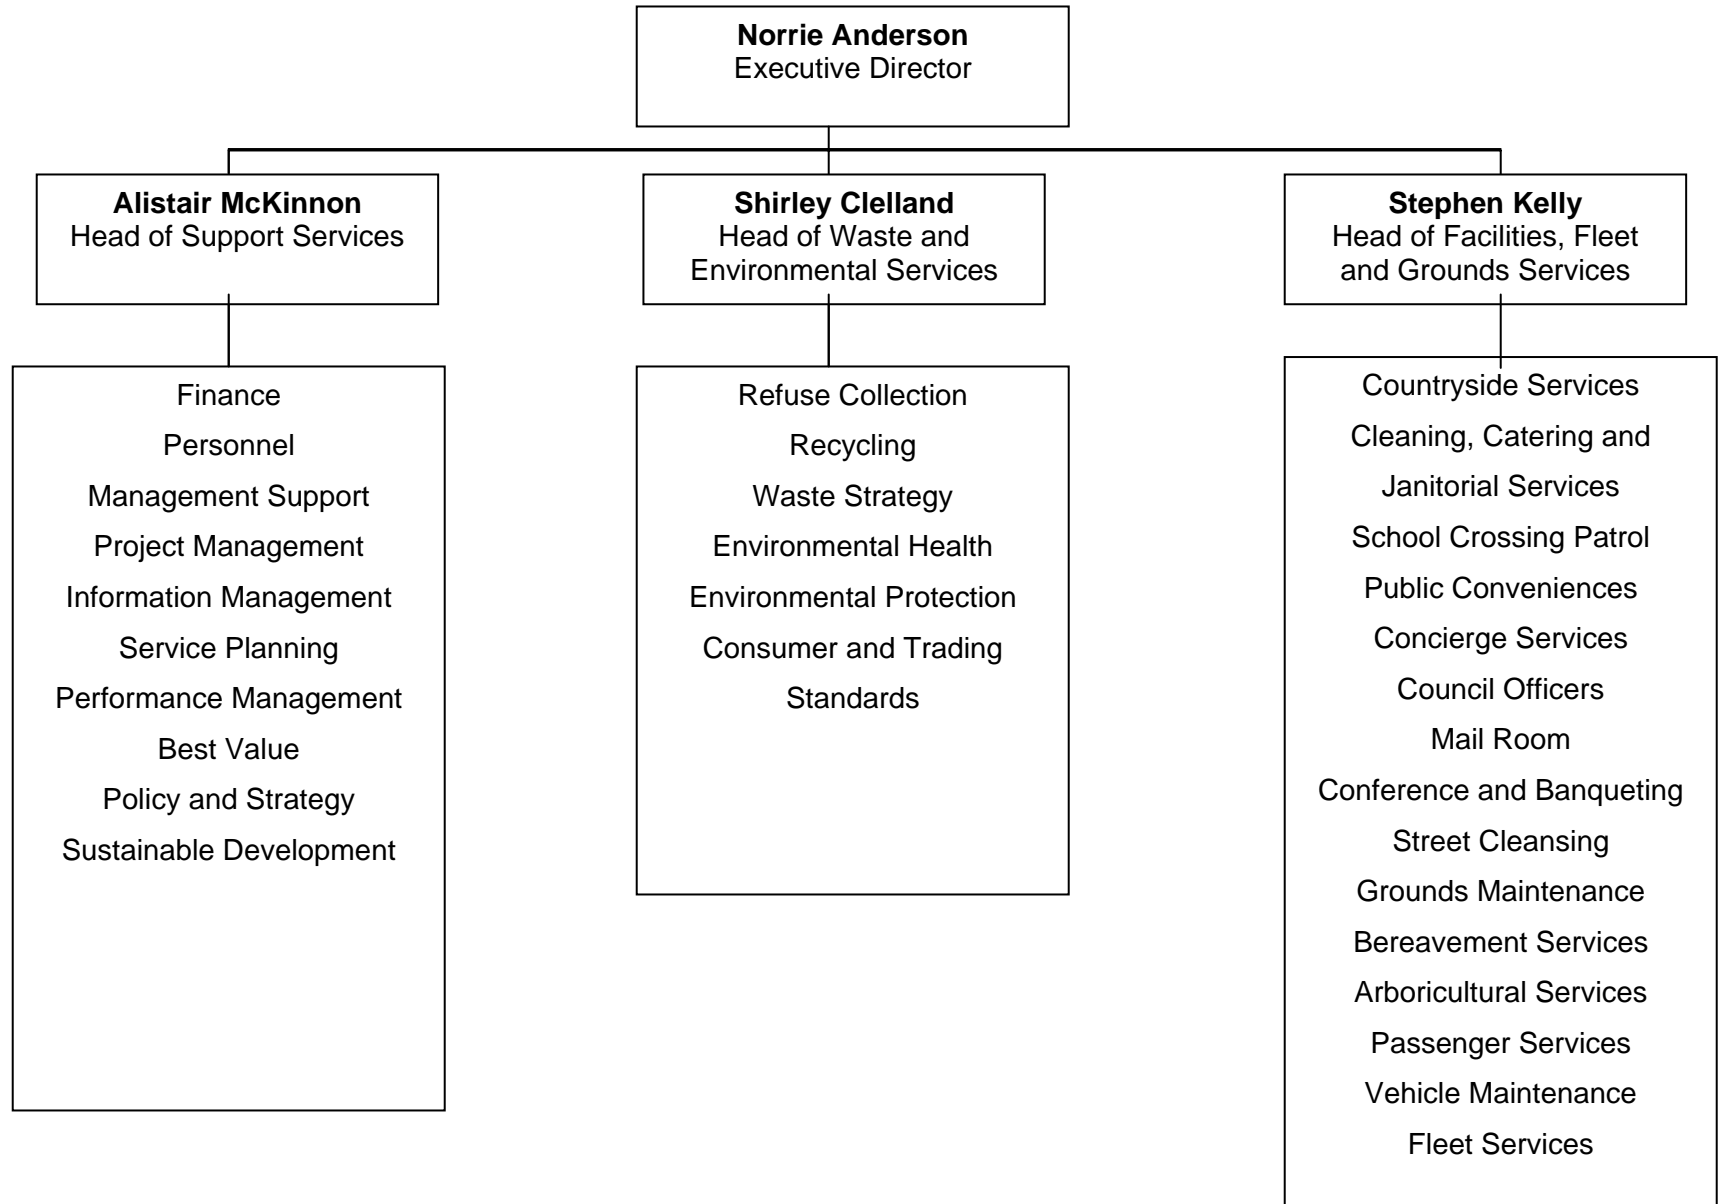 Norrie Anderson
Executive Director
Alistair McKinnon
Head of Support Services
Shirley Clelland
Head of Waste and
Environmental Services
Stephen Kelly
Head of Facilities, Fleet
and Grounds Services
Finance
Personnel
Management Support
Project Management
Information Management
Service Planning
Performance Management
Best Value
Policy and Strategy
Sustainable Development
Refuse Collection
Recycling
Waste Strategy
Environmental Health
Environmental Protection
Consumer and Trading
Standards
Countryside Services
Cleaning, Catering and
Janitorial Services
School Crossing Patrol
Public Conveniences
Concierge Services
Council Officers
Mail Room
Conference and Banqueting
Street Cleansing
Grounds Maintenance
Bereavement Services
Arboricultural Services
Passenger Services
Vehicle Maintenance
Fleet Services